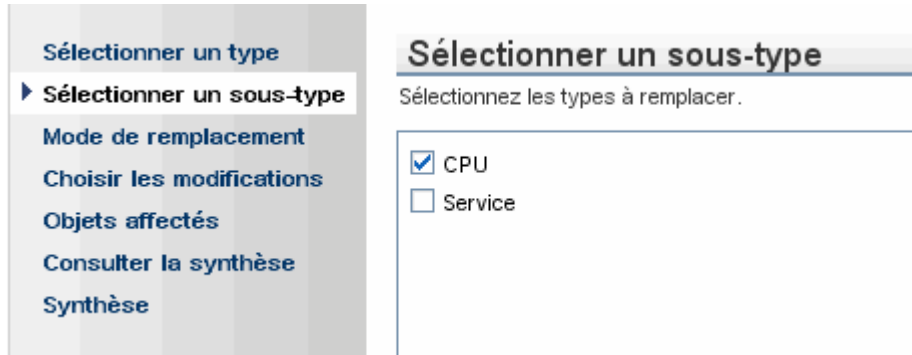 Sélectionner un type
Sélectionner un sous-type
Mode de remplacement
Choisir les modifications
Objets affectés
Consulter la synthèse
Synthèse
Sélectionner un sous-type
Sélectionnez les types à remplacer.
CPU
Service